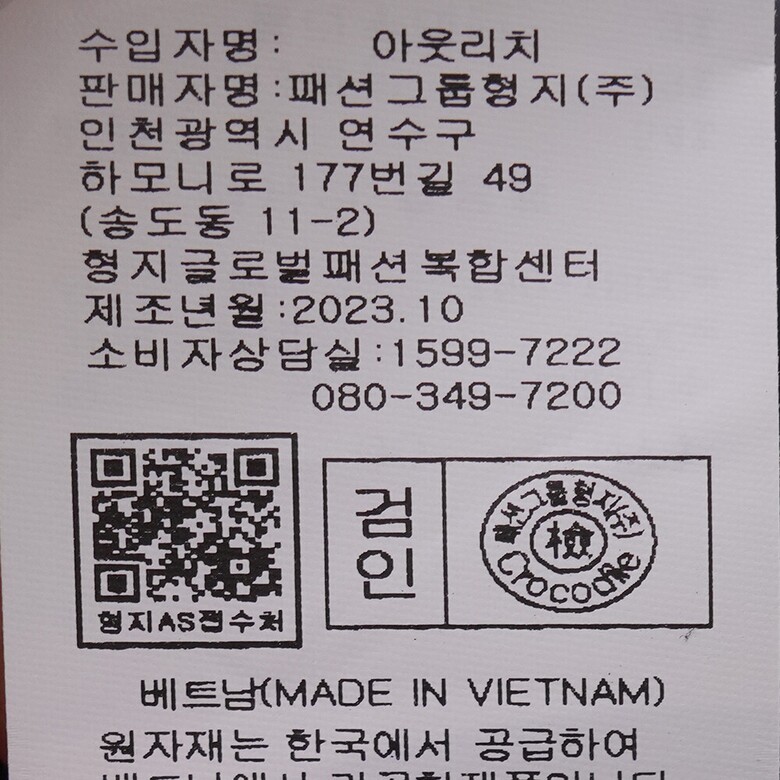 수입자명: 아웃리치
판매자명:패션그룹형지(주)
인천광역시 연수구
하모니로 177번길 49
(송도동 11-2)
형지글로벌패션복합센터
제조년월:2023.10
소비자상담실:1599-7222
080-349-7200
형지AS접수처
검인
패션그룹형지(주)
檢
Crocodile
베트남(MADE IN VIETNAM)
원자재는 한국에서 공급하여